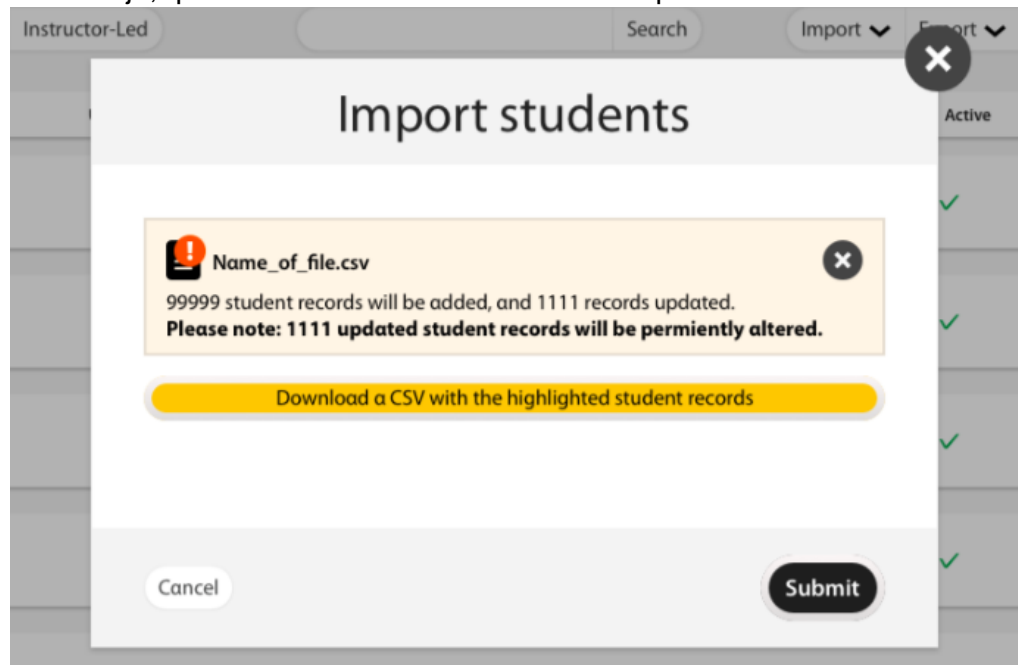 Instructor-Led
Search
Import
Export
Active
Import students
Name_of_file.csv
99999 student records will be added, and 1111 records updated.
Please note: 1111 updated student records will be permiently altered.
Download a CSV with the highlighted student records
Cancel
Submit